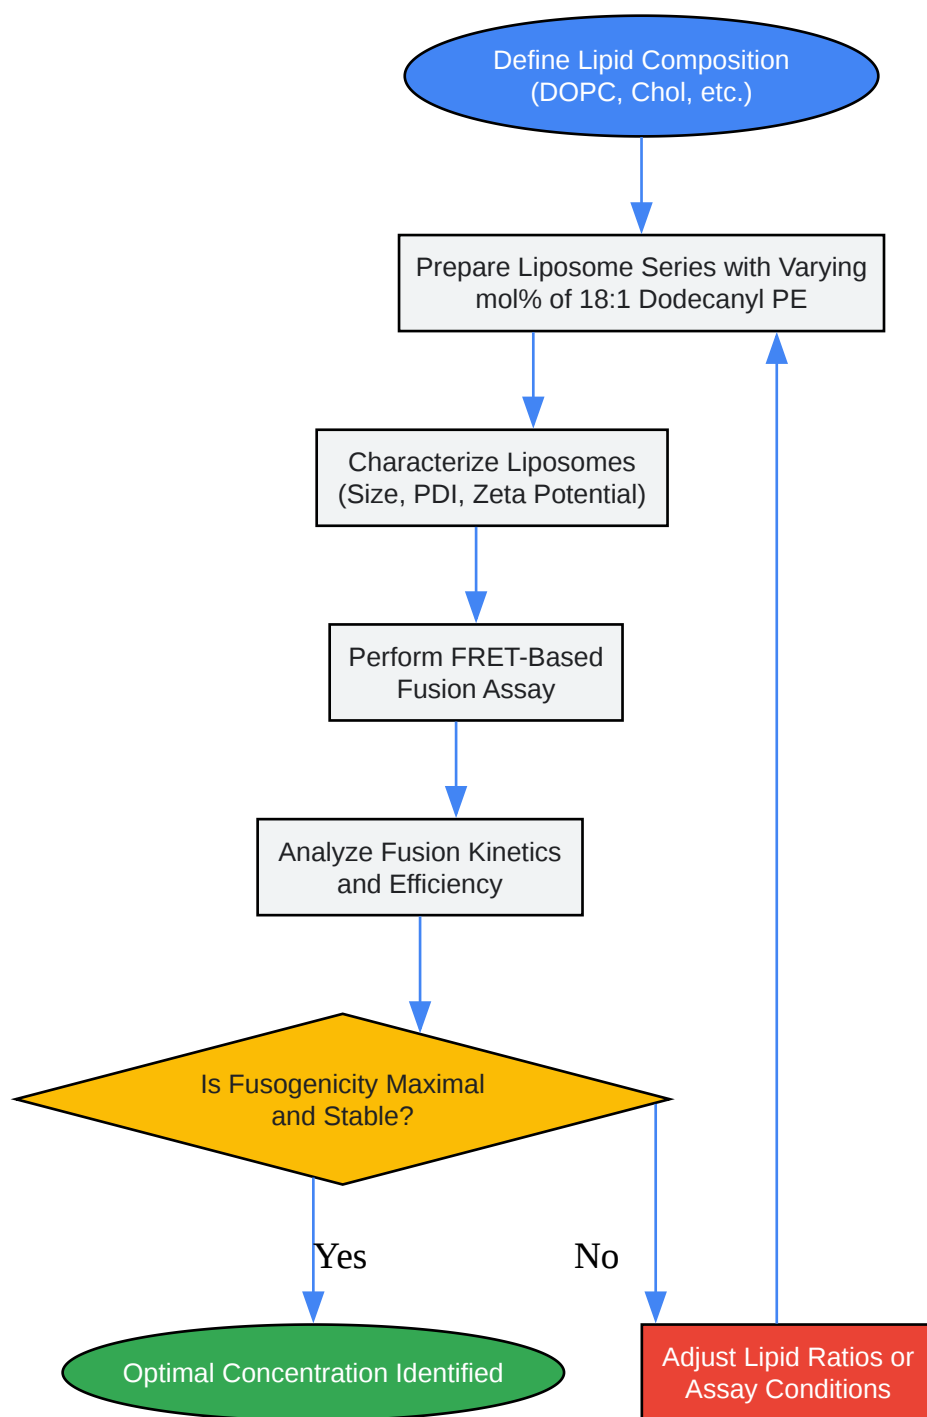 Define Lipid Composition
(DOPC, Chol, etc.)
Prepare Liposome Series with Varying
mol% of 18:1 Dodecanyl PE
Characterize Liposomes
(Size, PDI, Zeta Potential)
Perform FRET-Based
Fusion Assay
Analyze Fusion Kinetics
and Efficiency
Is Fusogenicity Maximal
and Stable?
Yes
No
Optimal Concentration Identified
Adjust Lipid Ratios or
Assay Conditions